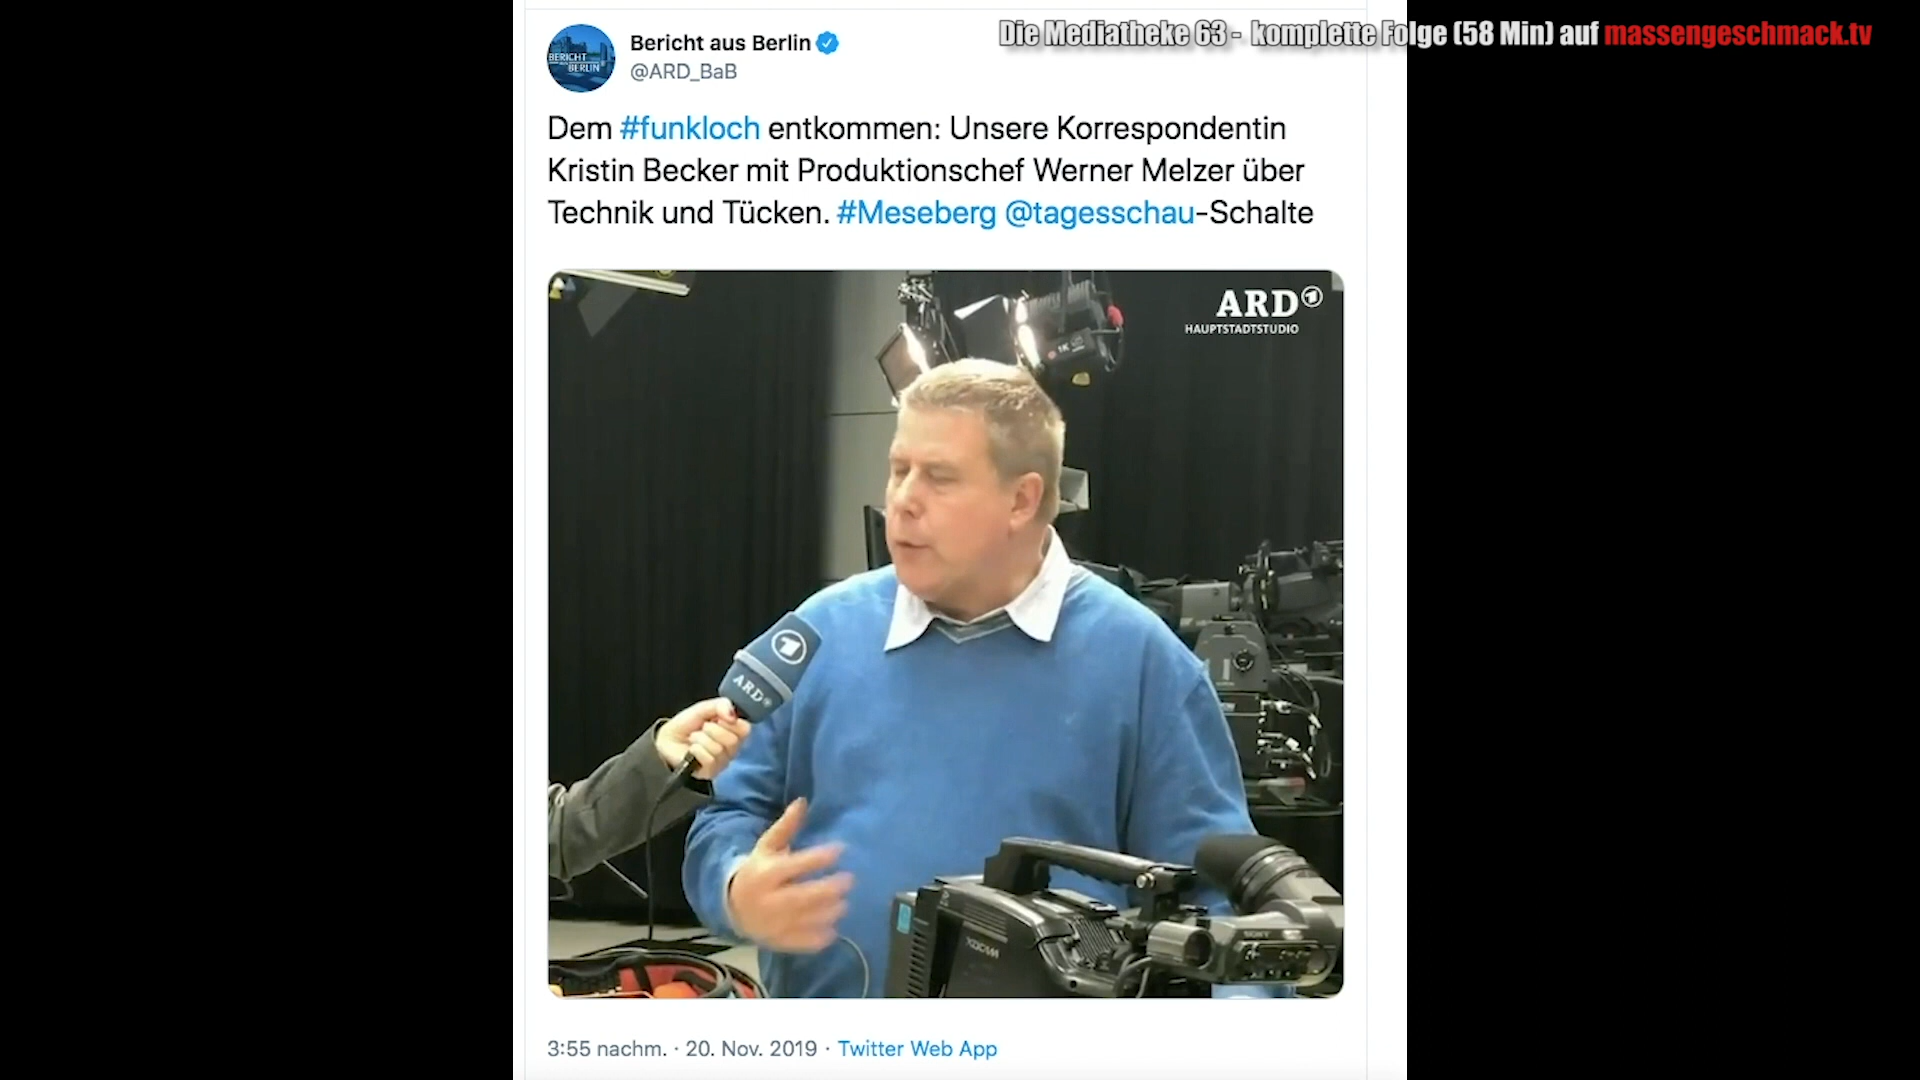 Die Mediatheke 63 - komplette Folge (58 Min) auf massengeschmack.tv
BERICHT
BERLIN
Bericht aus Berlin
@ARD_BaB
Dem #funkloch entkommen: Unsere Korrespondentin
Kristin Becker mit Produktionschef Werner Melzer über
Technik und Tücken. #Meseberg @tagesschau-Schalte
ARD
HAUPTSTADTSTUDIO
ARD
XDCAM
SONY
3:55 nachm. · 20. Nov. 2019 · Twitter Web App